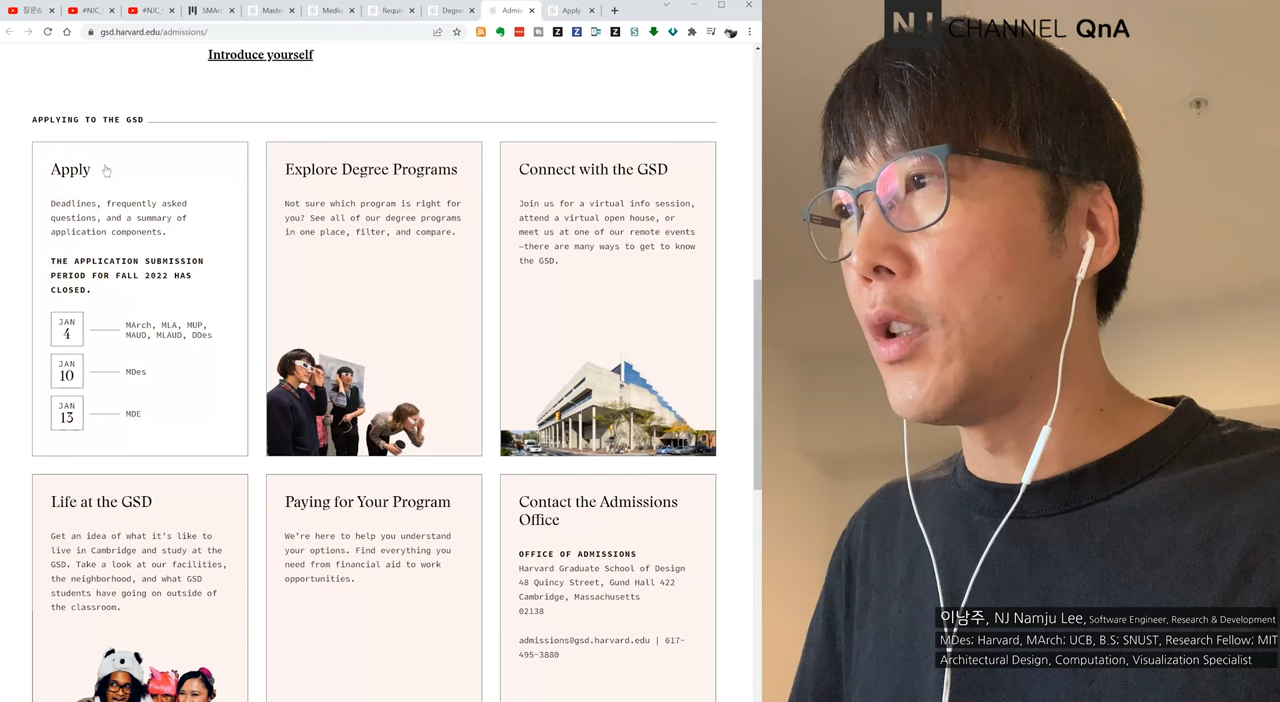 질문
#NJC_
#NJC_
SMArc
Master
Mediu
Requir
Degre
Admis
Apply
gsd.harvard.edu/admissions/
Introduce yourself
APPLYING TO THE GSD
Apply
Deadlines, frequently asked
questions, and a summary of
application components.
THE APPLICATION SUBMISSION
PERIOD FOR FALL 2022 HAS
CLOSED.
JAN
4
MArch, MLA, MUP,
MAUD, MLAUD, DDes
JAN
10
MDes
JAN
13
MDE
Explore Degree Programs
Not sure which program is right for
you? See all of our degree programs
in one place, filter, and compare.
Connect with the GSD
Join us for a virtual info session,
attend a virtual open house, or
meet us at one of our remote events
—there are many ways to get to know
the GSD.
Life at the GSD
Get an idea of what it's like to
live in Cambridge and study at the
GSD. Take a look at our facilities,
the neighborhood, and what GSD
students have going on outside of
the classroom.
Paying for Your Program
We're here to help you understand
your options. Find everything you
need from financial aid to work
opportunities.
Contact the Admissions
Office
OFFICE OF ADMISSIONS
Harvard Graduate School of Design
48 Quincy Street, Gund Hall 422
Cambridge, Massachusetts
02138
admissions@gsd.harvard.edu | 617-
495-3880
NJ CHANNEL QnA
이남주, NJ Namju Lee, Software Engineer, Research & Development
MDes; Harvard, MArch; UCB, B.S; SNUST, Research Fellow; MIT
Architectural Design, Computation, Visualization Specialist